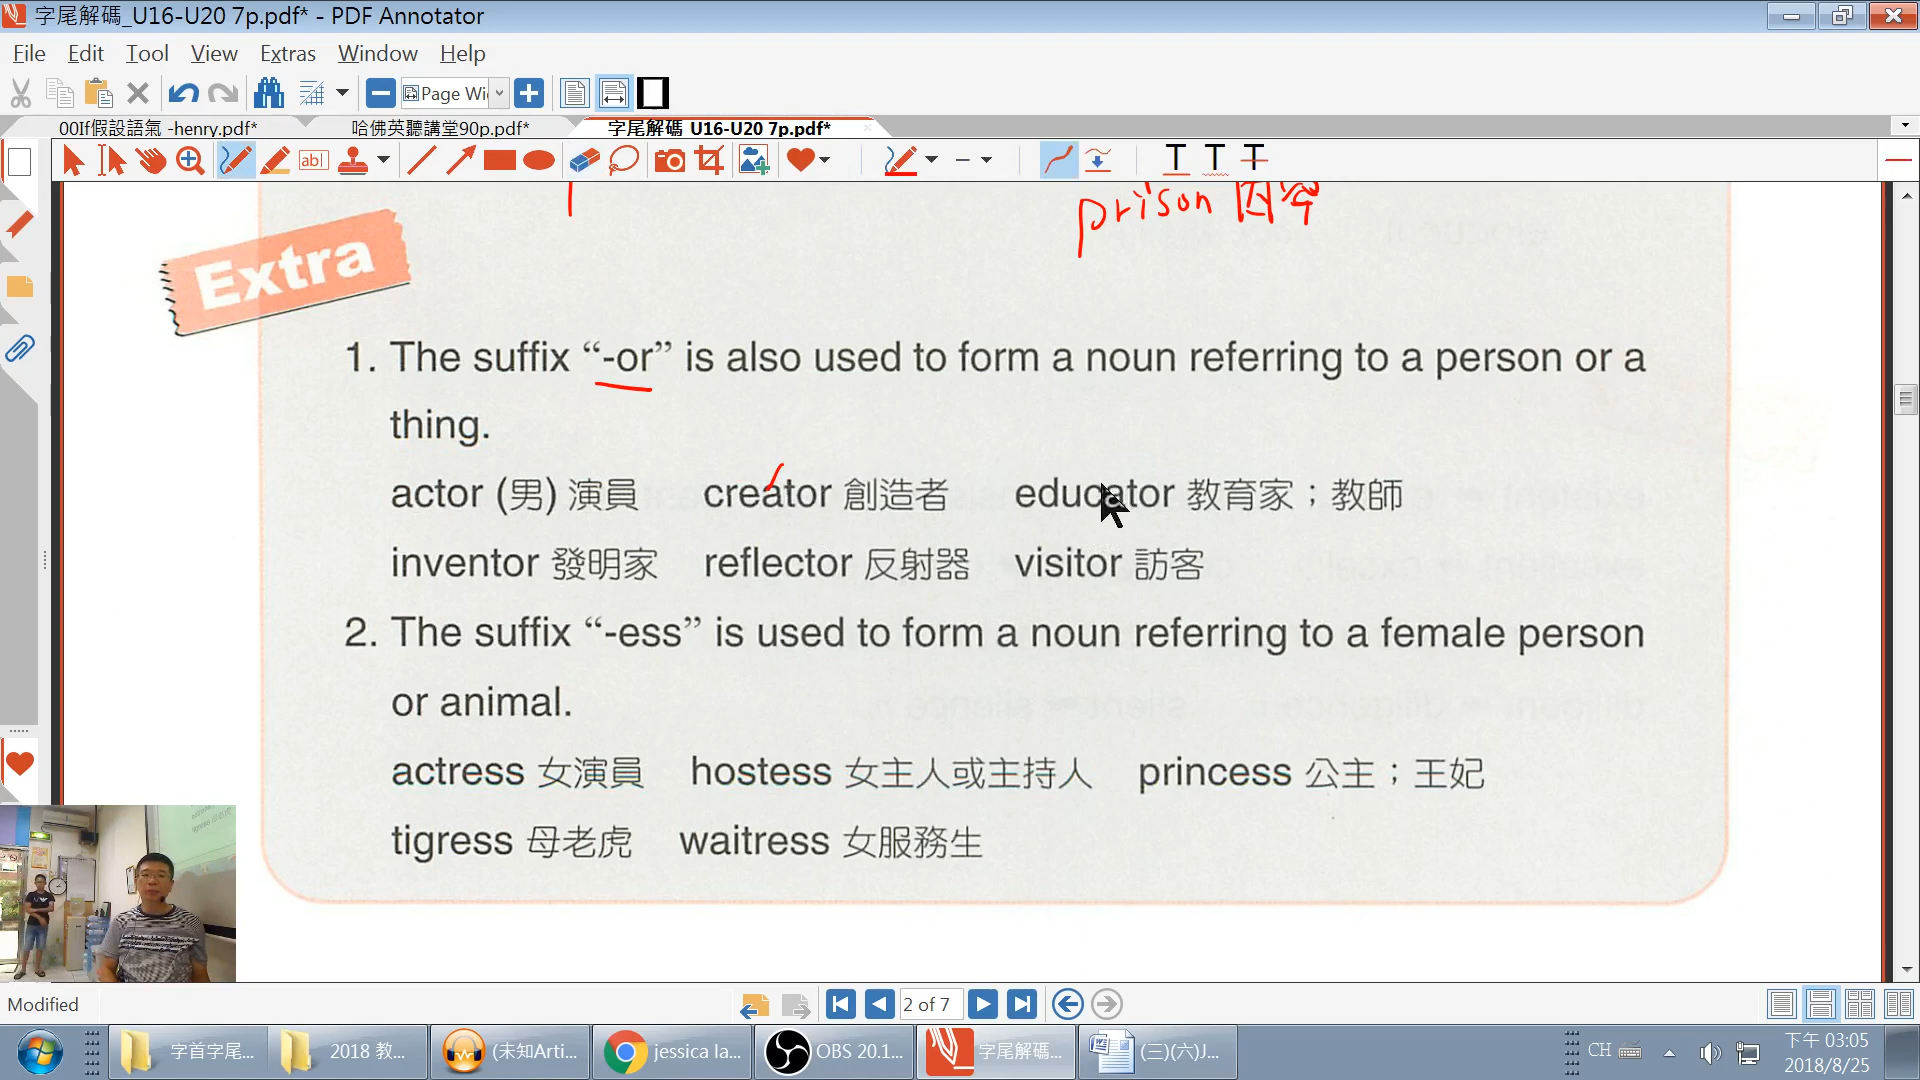 字尾解碼_U16-U20 7p.pdf* - PDF Annotator
File Edit Tool View Extras Window Help
Page Wi
00If假設語氣 -henry.pdf* 哈佛英聽講堂90p.pdf* 字尾解碼_U16-U20 7p.pdf*
prison 囚牢
Extra
1. The suffix “-or” is also used to form a noun referring to a person or a
thing.
actor (男) 演員 creator 創造者 educator 教育家；教師
inventor 發明家 reflector 反射器 visitor 訪客
2. The suffix “-ess” is used to form a noun referring to a female person
or animal.
actress 女演員 hostess 女主人或主持人 princess 公主；王妃
tigress 母老虎 waitress 女服務生
Modified 2 of 7
字首字尾... 2018 教... (未知Arti... jessica la... OBS 20.1... 字尾解碼... (三)(六)J... CH 下午 03:05
2018/8/25